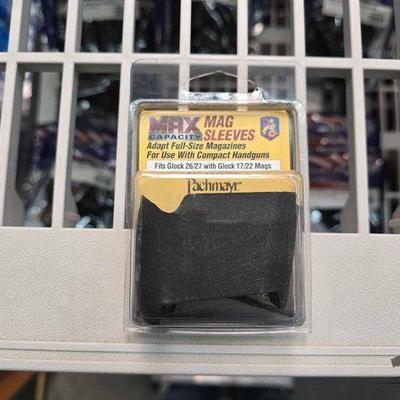 MAX
CAPACITY
MAG
SLEEVES
Adapt Full-Size Magazines
For Use With Compact Handguns
Fits Glock 26/27 with Glock 17/22 Mags
Pachmayr